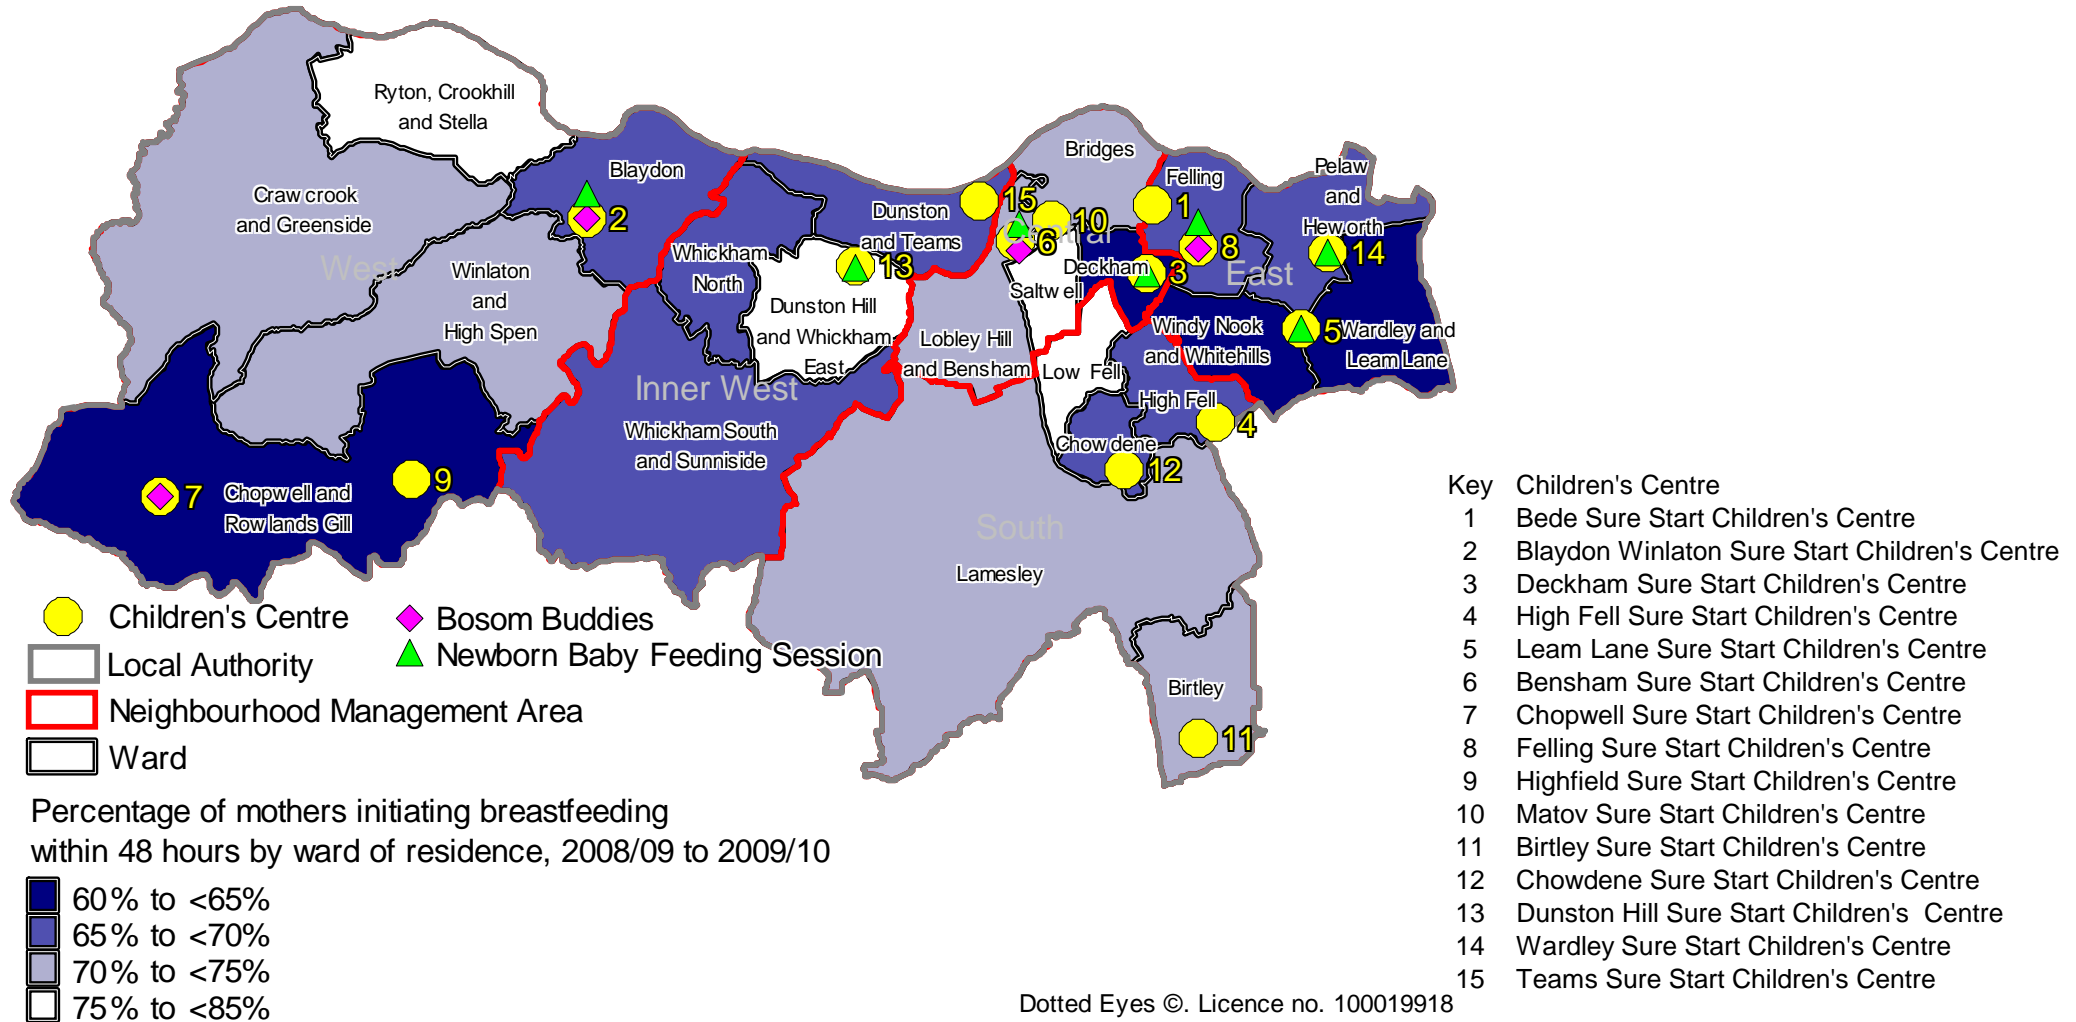 Ryton, Crookhill
and Stella
Blaydon
Bridges
Felling
Pelaw
and
Heworth
Crawcrook
and Greenside
West
Winlaton
and
High Spen
Whickham
North
Dunston
and Teams
Central
Deckham
East
Saltwell
Dunston Hill
and Whickham
East
Lobley Hill
and Bensham
Windy Nook
and Whitehills
Wardley and
Leam Lane
Low Fell
High Fell
Inner West
Whickham South
and Sunniside
Chowdene
Chopwell and
Rowlands Gill
South
Lamesley
Birtley
1
2
3
4
5
6
7
8
9
10
11
12
13
14
15
Children's Centre
Bosom Buddies
Local Authority
Newborn Baby Feeding Session
Neighbourhood Management Area
Ward
Percentage of mothers initiating breastfeeding
within 48 hours by ward of residence, 2008/09 to 2009/10
60% to <65%
65% to <70%
70% to <75%
75% to <85%
Key Children's Centre
1 Bede Sure Start Children's Centre
2 Blaydon Winlaton Sure Start Children's Centre
3 Deckham Sure Start Children's Centre
4 High Fell Sure Start Children's Centre
5 Leam Lane Sure Start Children's Centre
6 Bensham Sure Start Children's Centre
7 Chopwell Sure Start Children's Centre
8 Felling Sure Start Children's Centre
9 Highfield Sure Start Children's Centre
10 Matov Sure Start Children's Centre
11 Birtley Sure Start Children's Centre
12 Chowdene Sure Start Children's Centre
13 Dunston Hill Sure Start Children's Centre
14 Wardley Sure Start Children's Centre
15 Teams Sure Start Children's Centre
Dotted Eyes ©. Licence no. 100019918